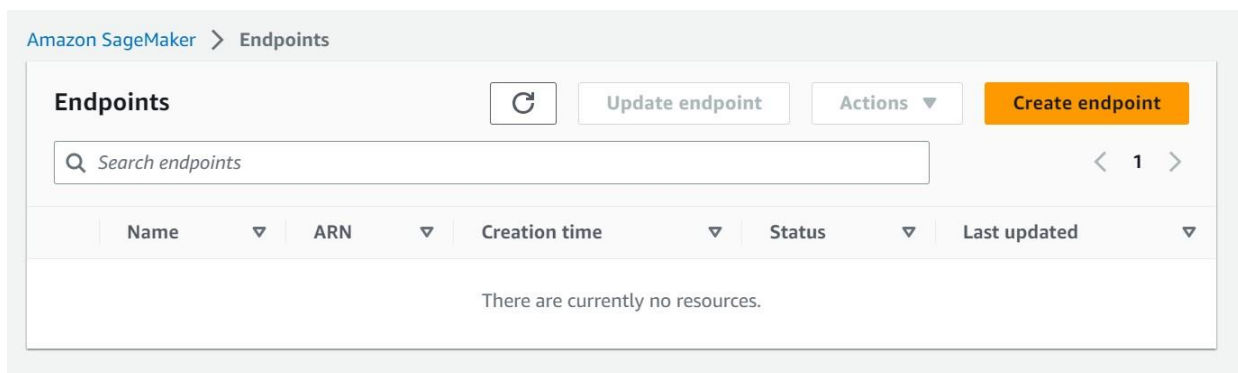 Amazon SageMaker > Endpoints
Endpoints
Update endpoint
Actions
Create endpoint
Search endpoints
< 1 >
Name ARN Creation time Status Last updated
There are currently no resources.